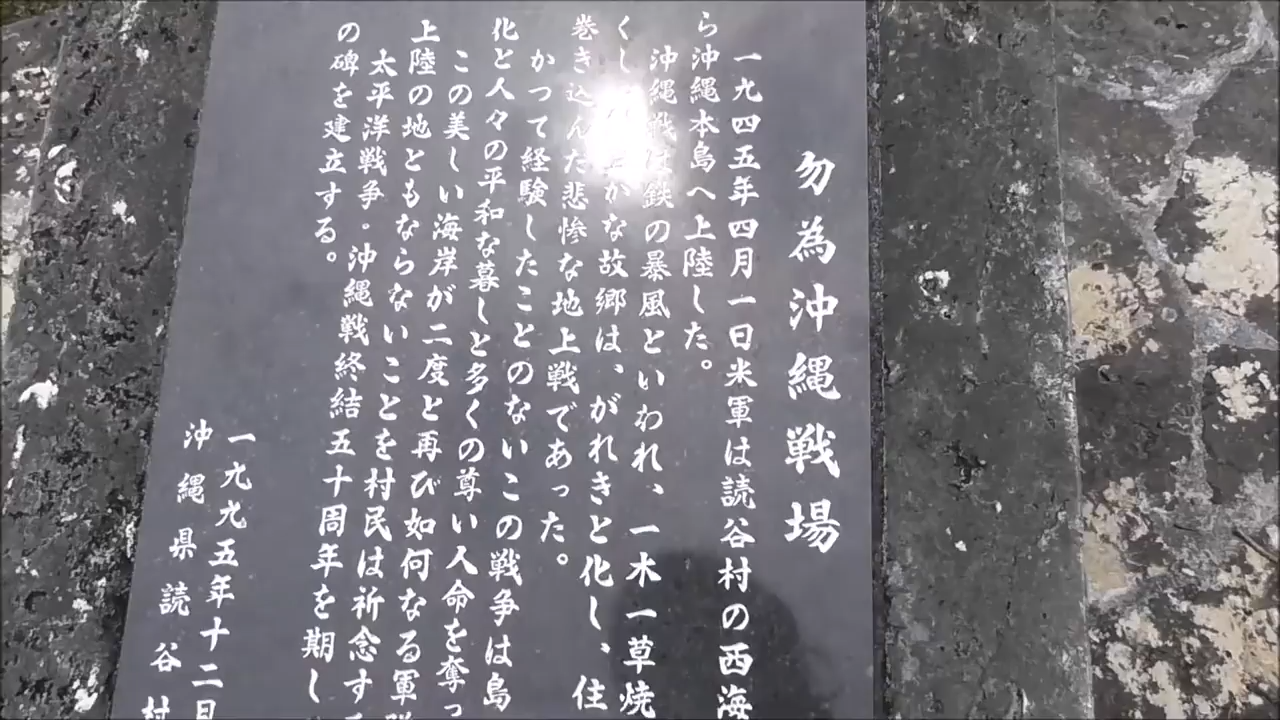 勿為沖縄戦場
一九四五年四月一日米軍は読谷村の西海
ら沖縄本島へ上陸した。
沖縄戦は鉄の暴風といわれ、一木一草焼
くし かな故郷は、がれきと化し、住
巻き込んだ悲惨な地上戦であった。
かつて経験したことのないこの戦争は島
化と人々の平和な暮しと多くの尊い人命を奪っ
この美しい海岸が二度と再び如何なる軍
上陸の地ともならないことを村民は祈念す
太平洋戦争・沖縄戦終結五十周年を期し
の碑を建立する。
一九九五年十二月
沖縄県読谷村